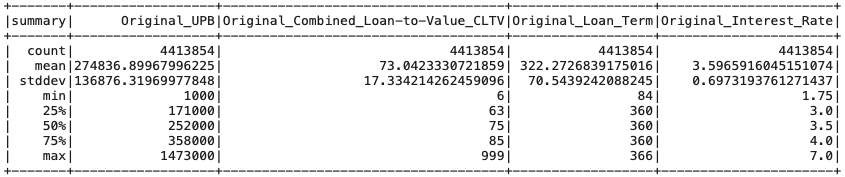 +-------+------------------+------------------------------------+------------------+----------------------+
|summary|      Original_UPB|Original_Combined_Loan-to-Value_CLTV|Original_Loan_Term|Original_Interest_Rate|
+-------+------------------+------------------------------------+------------------+----------------------+
|  count|           4413854|                             4413854|           4413854|               4413854|
|   mean|274836.89967996225|                    73.0423330721859| 322.2726839175016|    3.5965916045151074|
| stddev|136876.31969977848|                  17.334214262459096|  70.5439242088245|    0.6973193761271437|
|    min|              1000|                                   6|                84|                  1.75|
|    25%|            171000|                                  63|               360|                   3.0|
|    50%|            252000|                                  75|               360|                   3.5|
|    75%|            358000|                                  85|               360|                   4.0|
|    max|           1473000|                                 999|               366|                   7.0|
+-------+------------------+------------------------------------+------------------+----------------------+